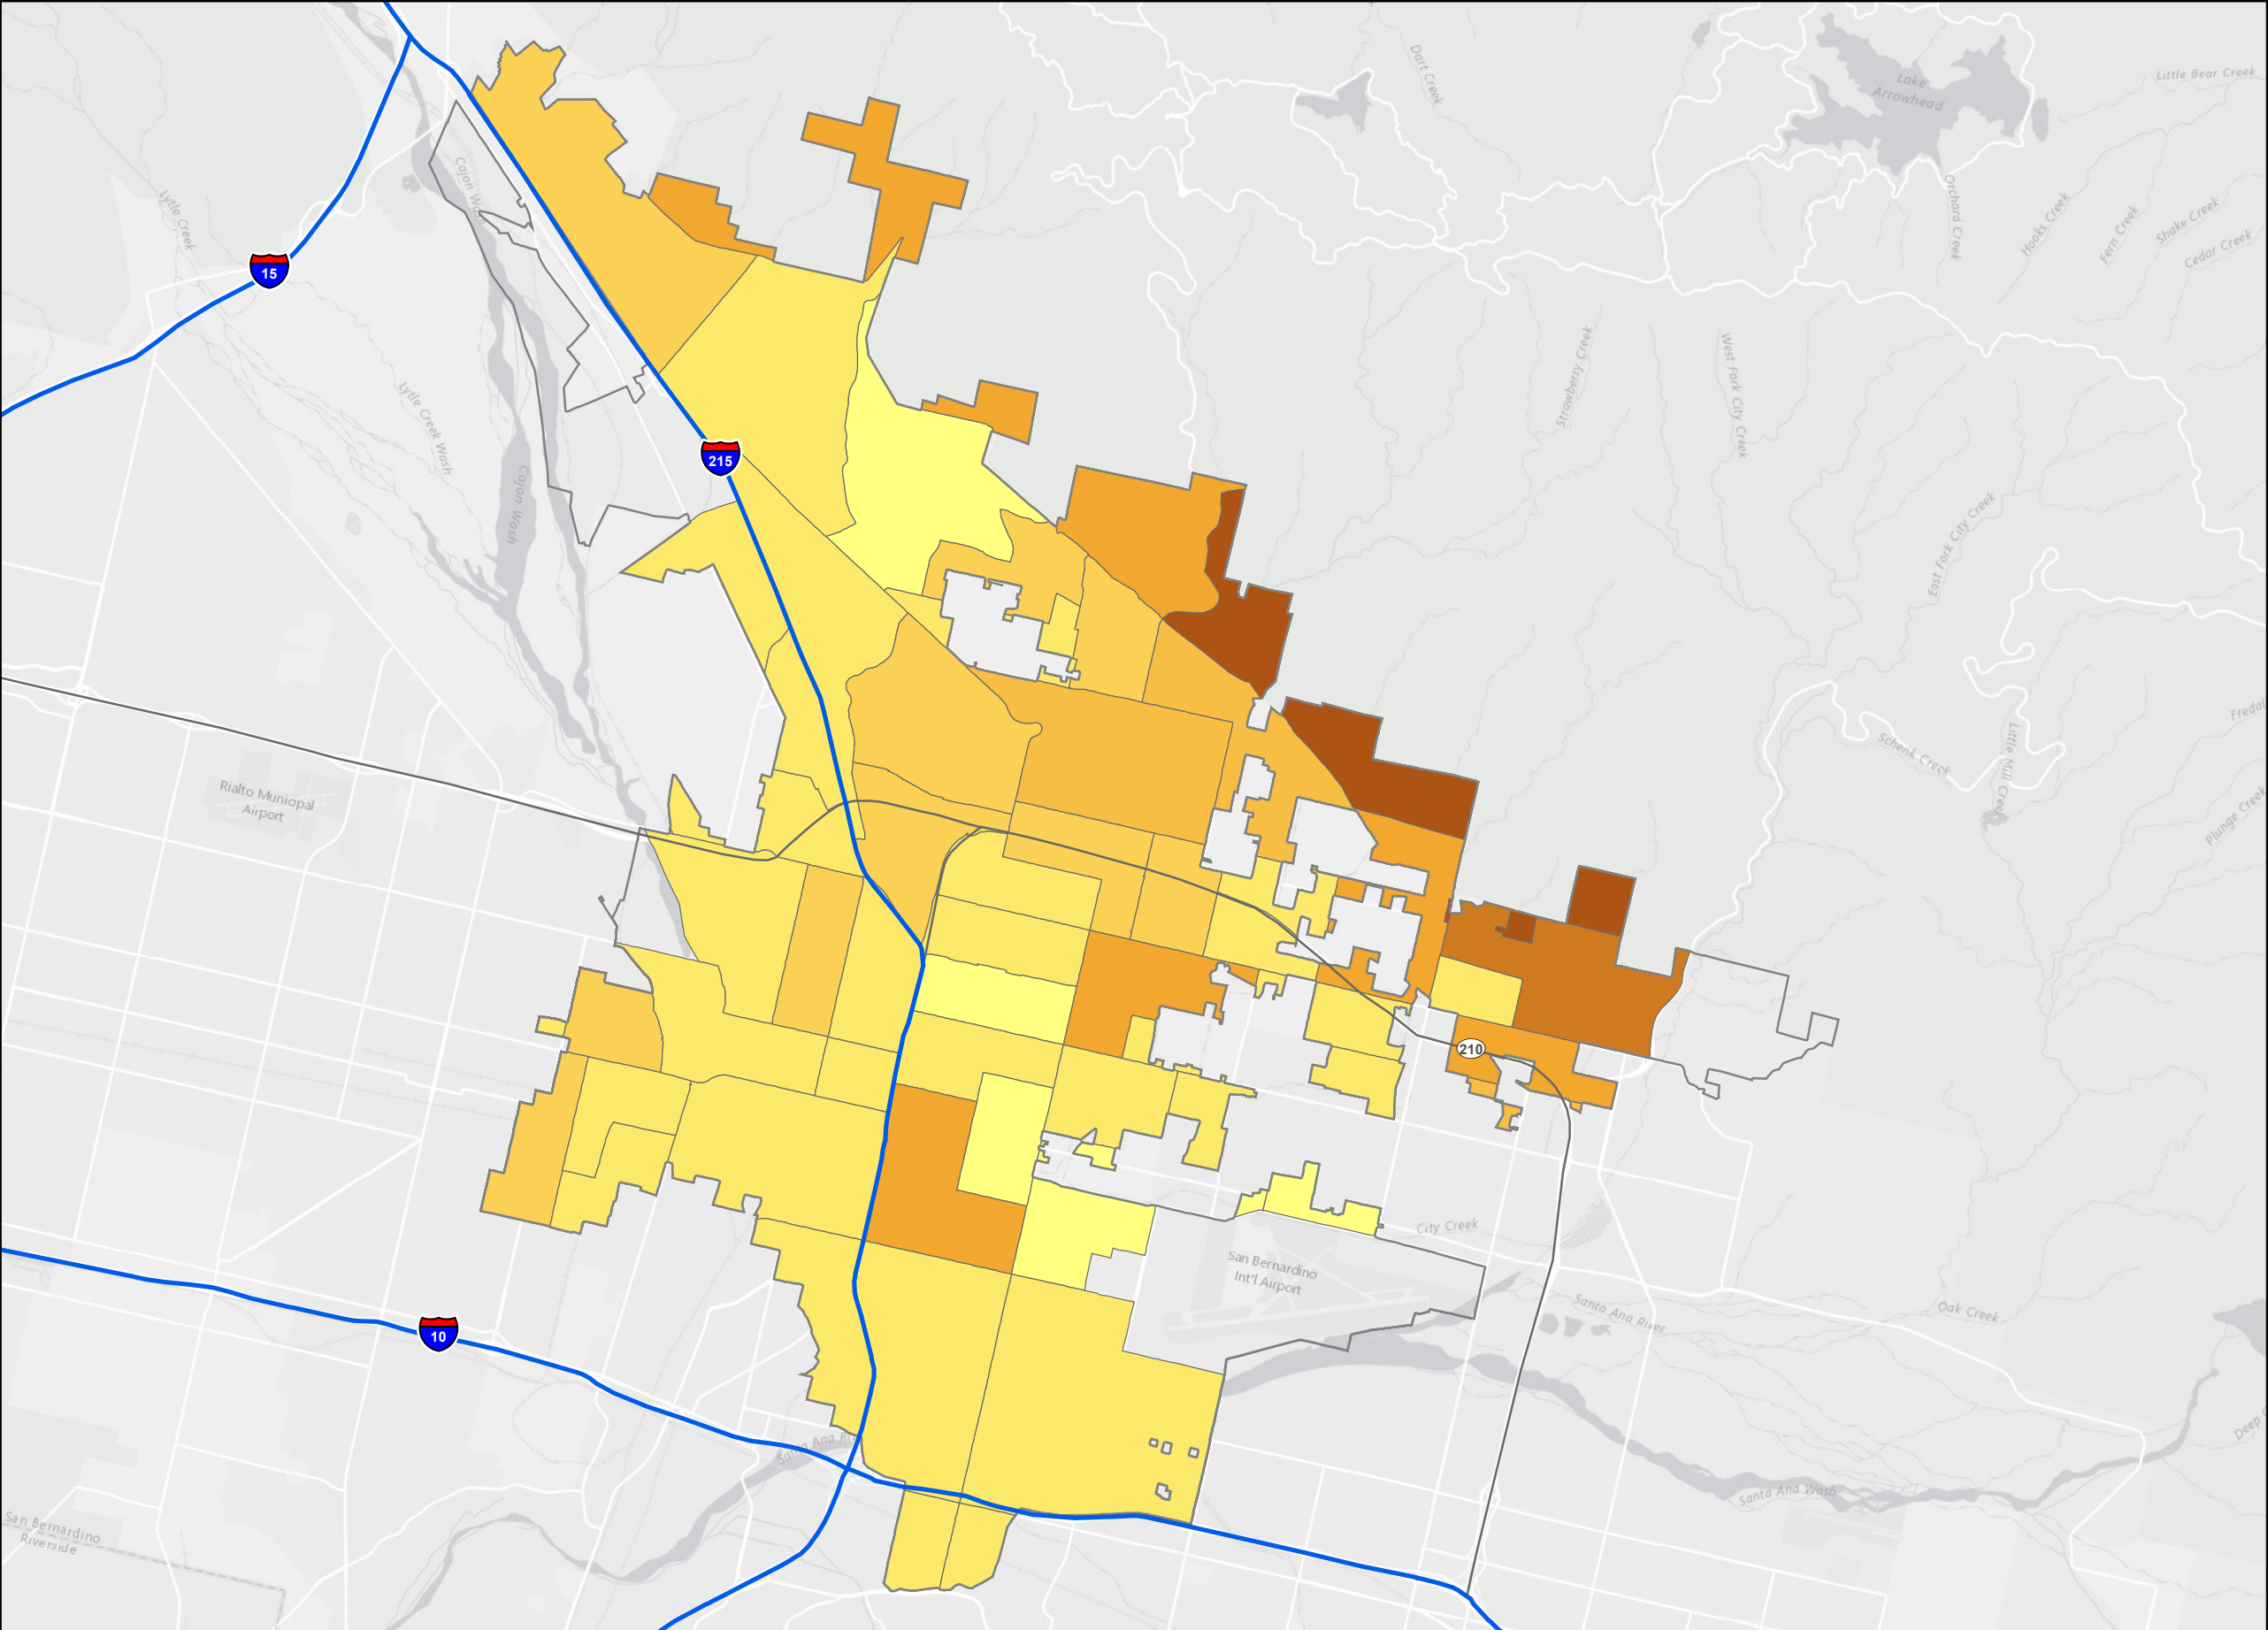 Dart Creek
Lake
Arrowhead
Little Bear Creek
Cajon Wash
Lytle Creek
Orchard Creek
Hooks Creek
Fern Creek
Shake Creek
Cedar Creek
15
Lytle Creek Wash
Strawberry Creek
West Fork City Creek
215
Cajon Wash
East Fork City Creek
Schenk Creek
Little Mill Creek
Plunge Creek
Rialto Municipal
Airport
210
City Creek
San Bernardino
Int'l Airport
Santa Ana River
Oak Creek
10
Santa Ana
Santa Ana Wash
San Bernardino
Riverside